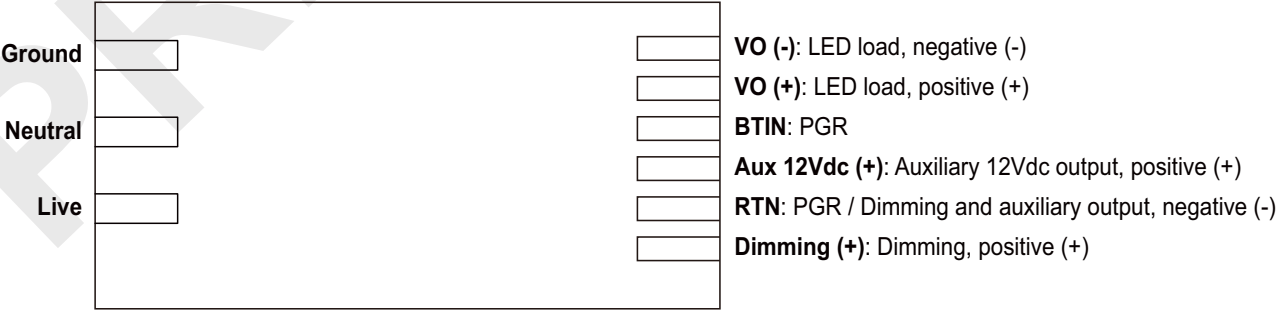 Ground
Neutral
Live
VO (-): LED load, negative (-)
VO (+): LED load, positive (+)
BTIN: PGR
Aux 12Vdc (+): Auxiliary 12Vdc output, positive (+)
RTN: PGR / Dimming and auxiliary output, negative (-)
Dimming (+): Dimming, positive (+)